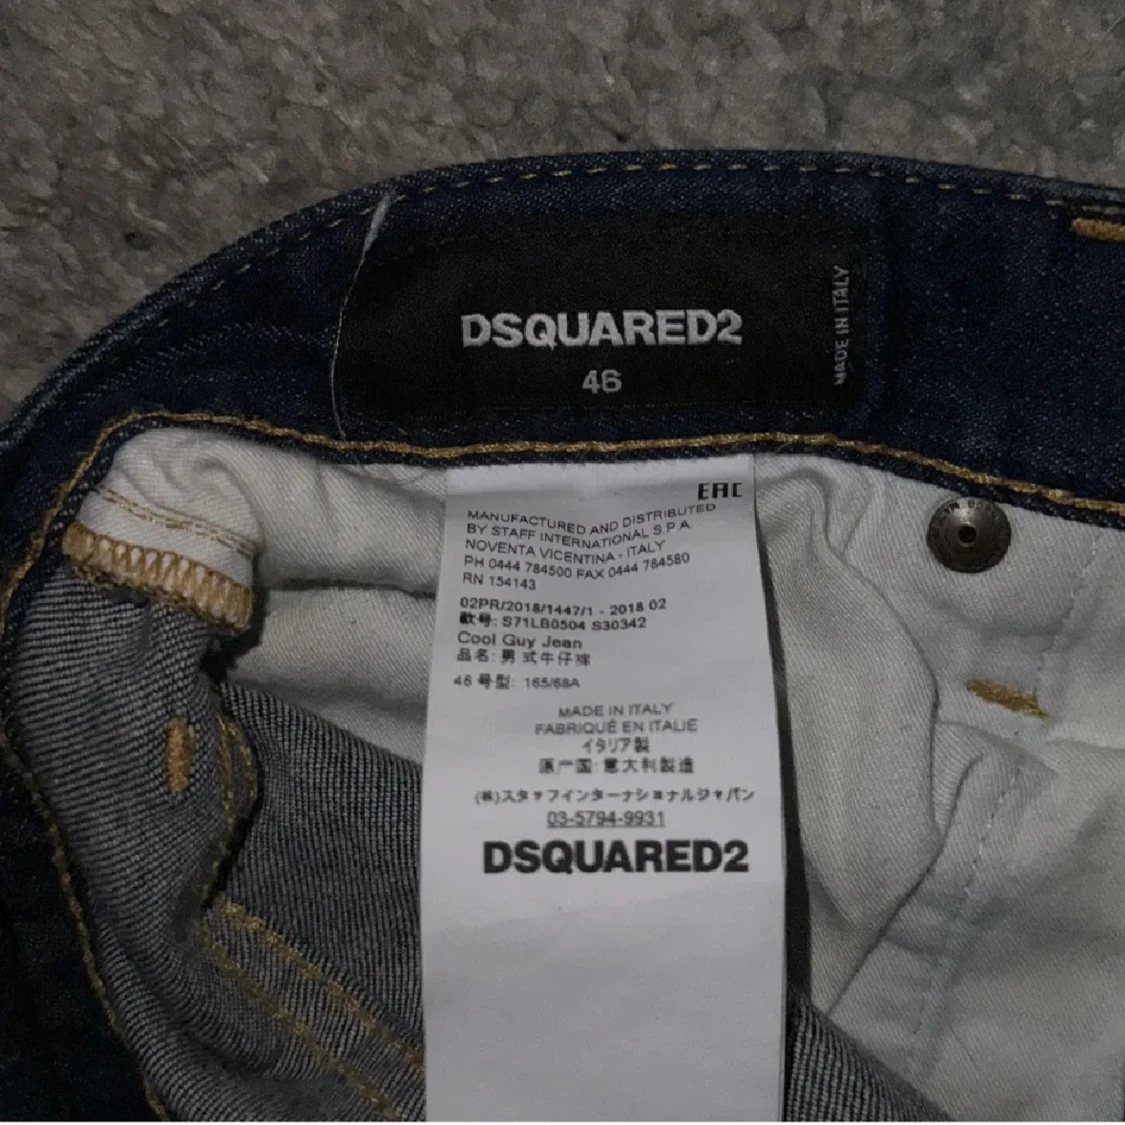 DSQUARED2
46
MADE IN ITALY
EAC
MANUFACTURED AND DISTRIBUTED
BY STAFF INTERNATIONAL S.P.A
NOVENTA VICENTINA - ITALY
PH 0444 784500 FAX 0444 784580
RN 154143
02PR/2018/1447/1 - 2018 02
款号: S71LB0504 S30342
Cool Guy Jean
品名: 男式牛仔裤
46 号型: 165/68A
MADE IN ITALY
FABRIQUÉ EN ITALIE
イタリア製
原产国: 意大利製造
(株)スタッフインターナショナルジャパン
03-5794-9931
DSQUARED2